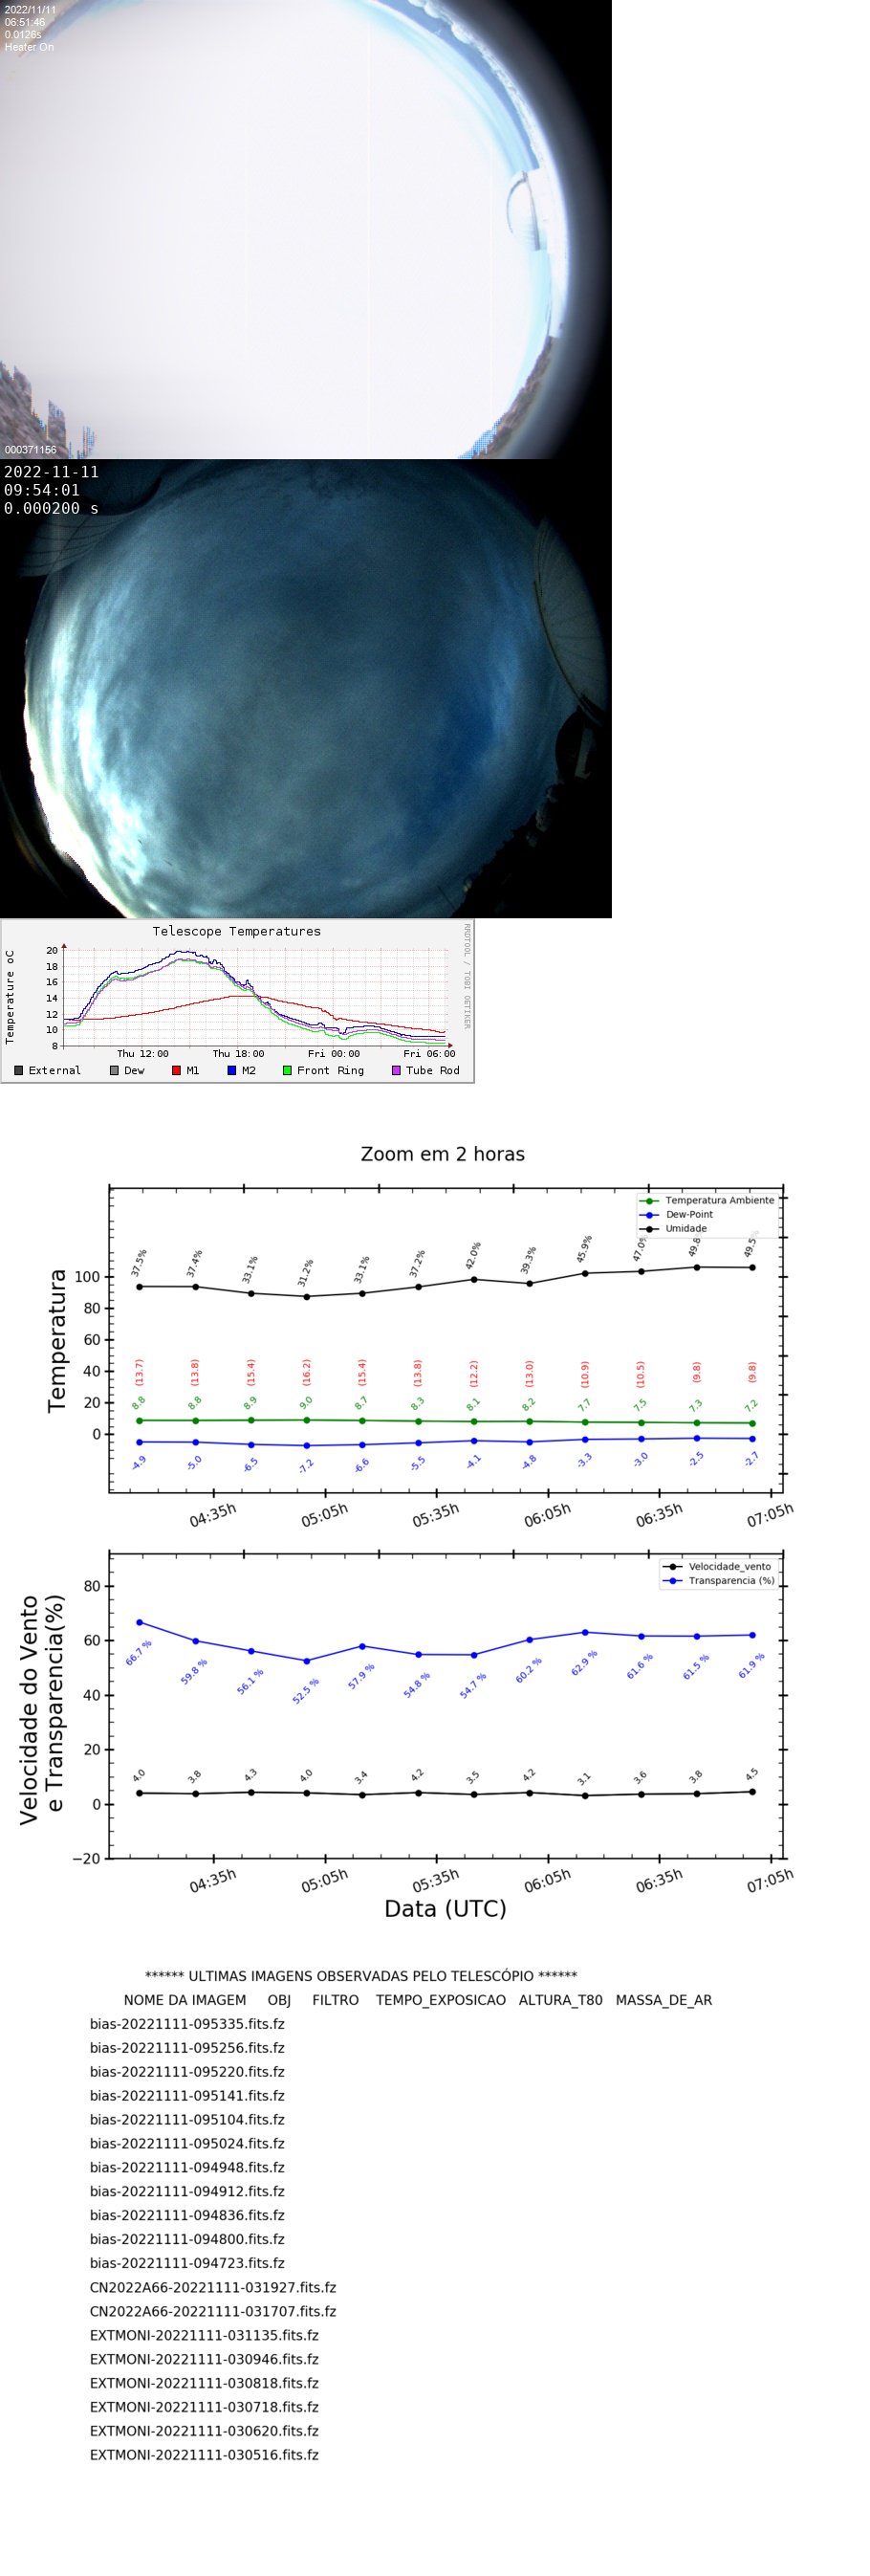 2022/11/11
06:51:46
0.0126s
Heater On
000371156
2022-11-11
09:54:01
0.000200 s
Telescope Temperatures
Temperature oC
RRDTOOL / TOBI OETIKER
20
18
16
14
12
10
8
Thu 12:00 Thu 18:00 Fri 00:00 Fri 06:00
External Dew M1 M2 Front Ring Tube Rod
Zoom em 2 horas
Temperatura
Temperatura Ambiente
Dew-Point
Umidade
37.5% 37.4% 33.1% 31.2% 33.1% 37.2% 42.0% 39.3% 45.9% 47.0% 49.8% 49.5%
100
80
60
40
20
0
(13.7) (13.8) (15.4) (16.2) (15.4) (13.8) (12.2) (13.0) (10.9) (10.5) (9.8) (9.8)
8.8 8.8 8.9 9.0 8.7 8.3 8.1 8.2 7.7 7.5 7.3 7.2
-4.9 -5.0 -6.5 -7.2 -6.6 -5.5 -4.1 -4.8 -3.3 -3.0 -2.5 -2.7
04:35h 05:05h 05:35h 06:05h 06:35h 07:05h
Velocidade do Vento
e Transparencia(%)
Velocidade_vento
Transparencia (%)
80
60
40
20
0
−20
66.7 % 59.8 % 56.1 % 52.5 % 57.9 % 54.8 % 54.7 % 60.2 % 62.9 % 61.6 % 61.5 % 61.9 %
4.0 3.8 4.3 4.0 3.4 4.2 3.5 4.2 3.1 3.6 3.8 4.5
04:35h 05:05h 05:35h 06:05h 06:35h 07:05h
Data (UTC)
****** ULTIMAS IMAGENS OBSERVADAS PELO TELESCÓPIO ******
NOME DA IMAGEM OBJ FILTRO TEMPO_EXPOSICAO ALTURA_T80 MASSA_DE_AR
bias-20221111-095335.fits.fz
bias-20221111-095256.fits.fz
bias-20221111-095220.fits.fz
bias-20221111-095141.fits.fz
bias-20221111-095104.fits.fz
bias-20221111-095024.fits.fz
bias-20221111-094948.fits.fz
bias-20221111-094912.fits.fz
bias-20221111-094836.fits.fz
bias-20221111-094800.fits.fz
bias-20221111-094723.fits.fz
CN2022A66-20221111-031927.fits.fz
CN2022A66-20221111-031707.fits.fz
EXTMONI-20221111-031135.fits.fz
EXTMONI-20221111-030946.fits.fz
EXTMONI-20221111-030818.fits.fz
EXTMONI-20221111-030718.fits.fz
EXTMONI-20221111-030620.fits.fz
EXTMONI-20221111-030516.fits.fz